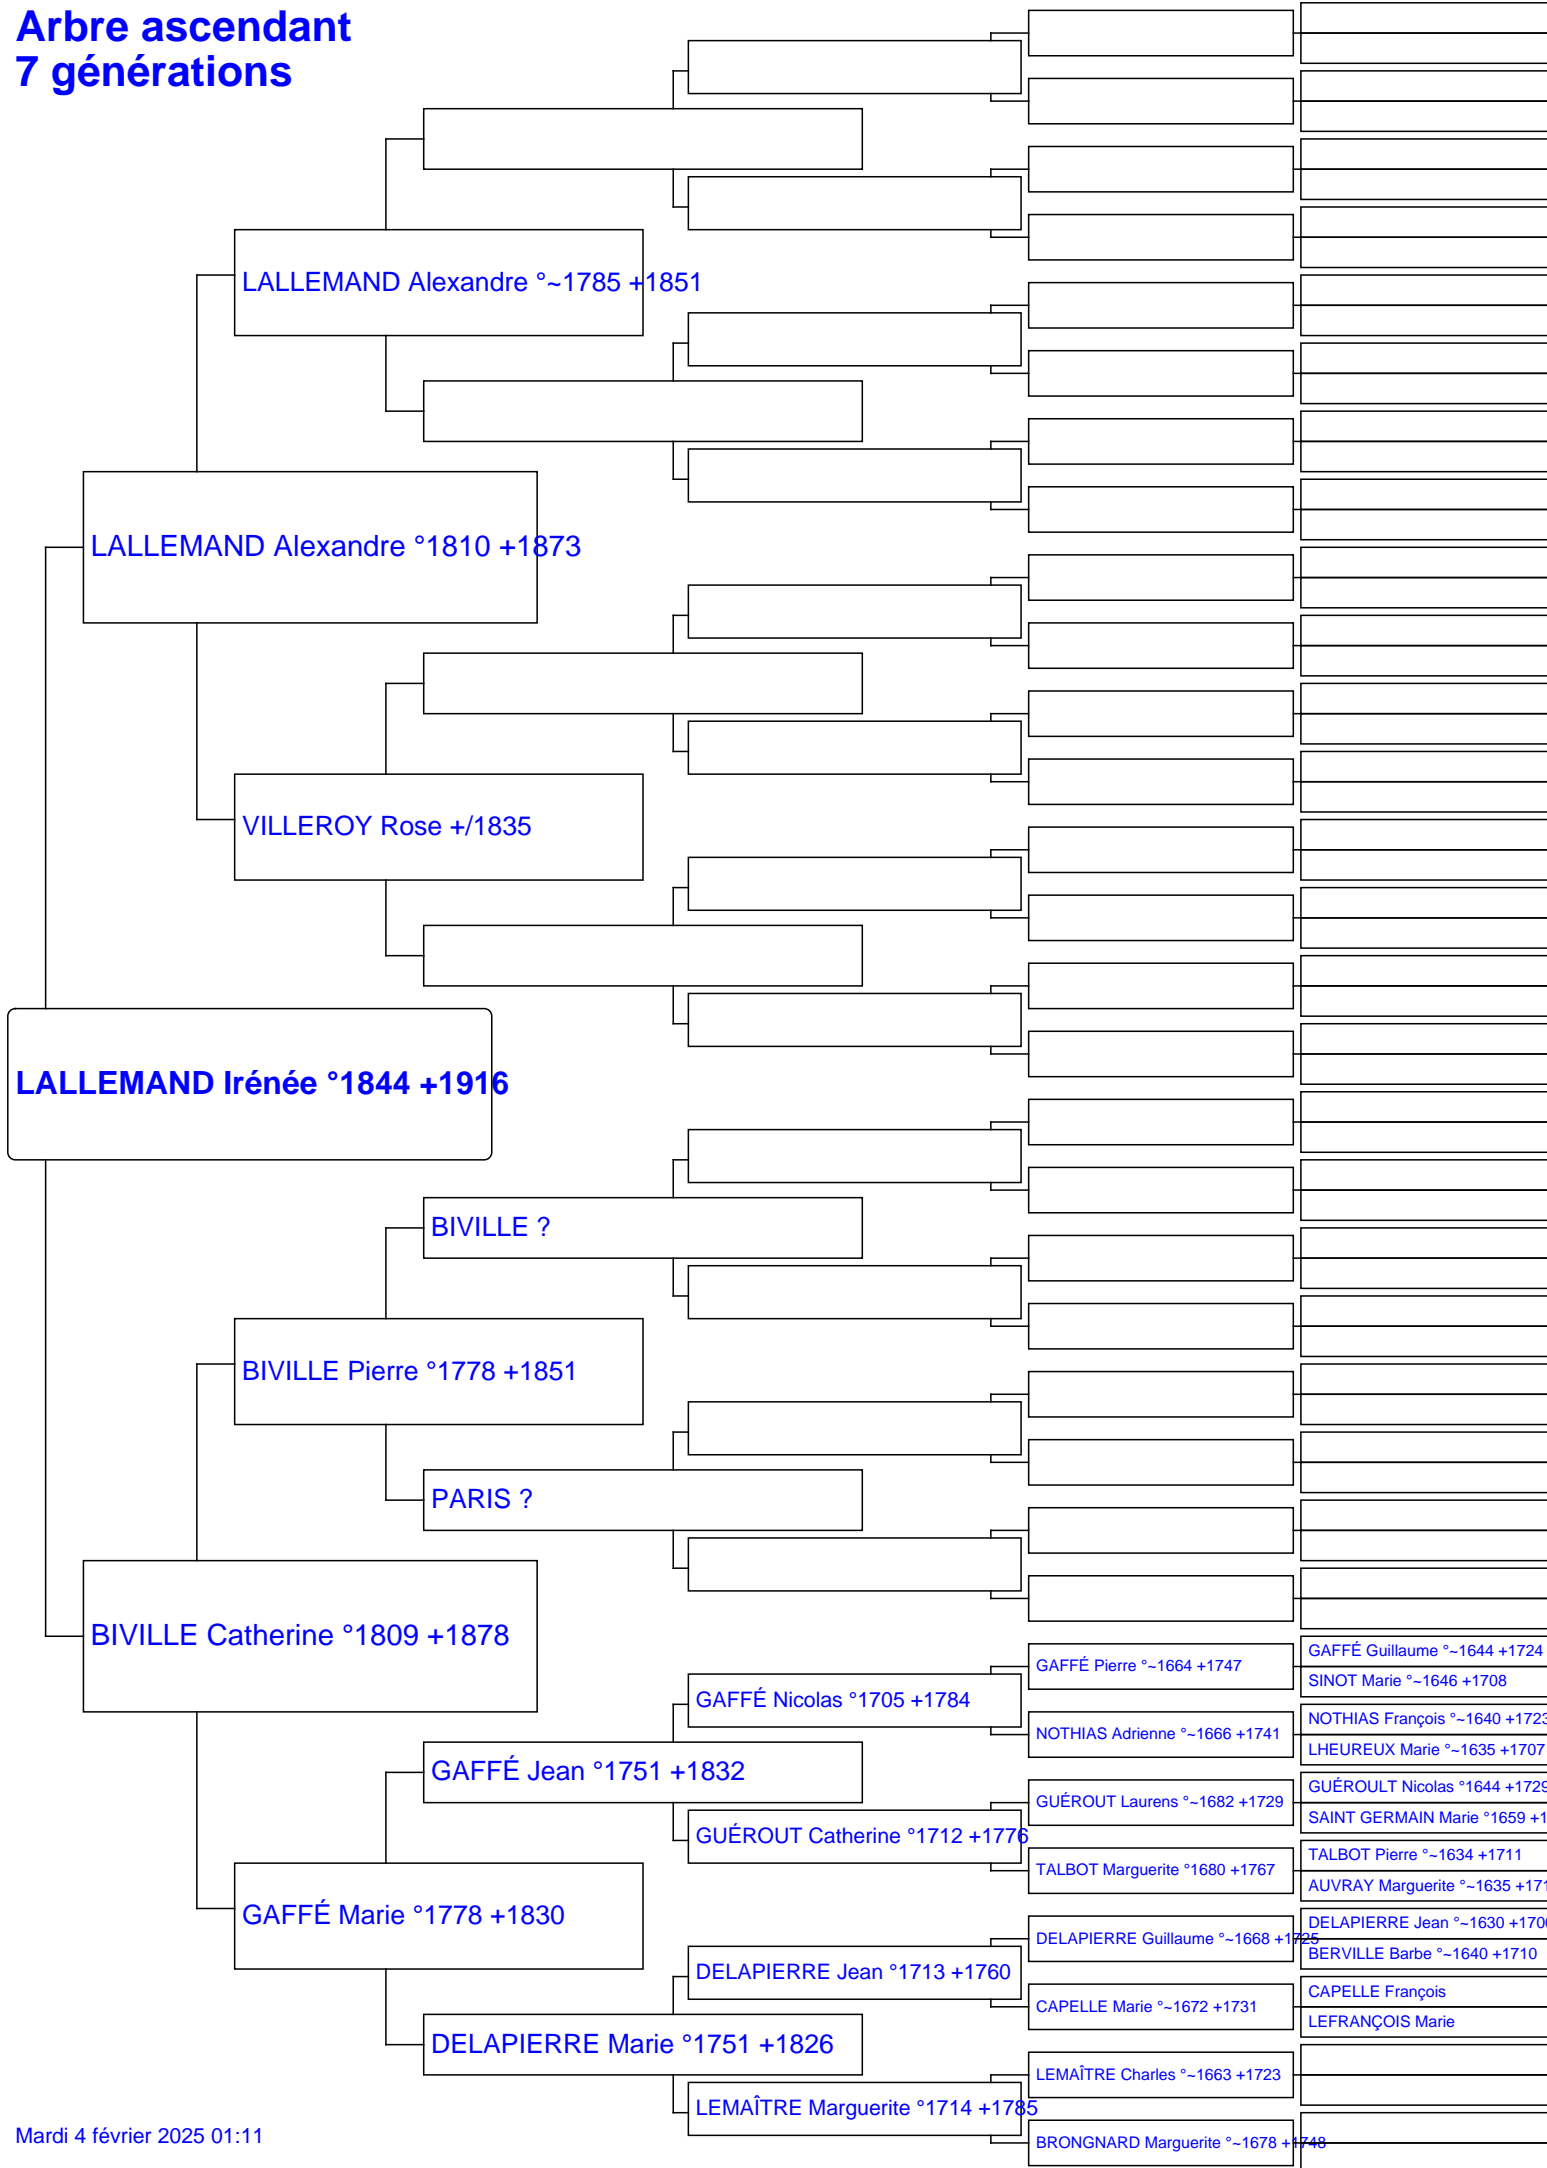 Arbre ascendant
7 générations
LALLEMAND Alexandre °~1785 +1851
LALLEMAND Alexandre °1810 +1873
VILLEROY Rose +/1835
LALLEMAND Irénée °1844 +1916
BIVILLE ?
BIVILLE Pierre °1778 +1851
PARIS ?
BIVILLE Catherine °1809 +1878
GAFFÉ Guillaume °~1644 +1724
GAFFÉ Pierre °~1664 +1747
SINOT Marie °~1646 +1708
GAFFÉ Nicolas °1705 +1784
NOTHIAS François °~1640 +1723
NOTHIAS Adrienne °~1666 +1741
LHEUREUX Marie °~1635 +1707
GAFFÉ Jean °1751 +1832
GUÉROULT Nicolas °1644 +1729
GUÉROUT Laurens °~1682 +1729
SAINT GERMAIN Marie °1659 +1
GUÉROUT Catherine °1712 +1776
TALBOT Pierre °~1634 +1711
TALBOT Marguerite °1680 +1767
AUVRAY Marguerite °~1635 +171
GAFFÉ Marie °1778 +1830
DELAPIERRE Jean °~1630 +170
DELAPIERRE Guillaume °~1668 +1725
BERVILLE Barbe °~1640 +1710
DELAPIERRE Jean °1713 +1760
CAPELLE François
CAPELLE Marie °~1672 +1731
LEFRANÇOIS Marie
DELAPIERRE Marie °1751 +1826
LEMAÎTRE Charles °~1663 +1723
LEMAÎTRE Marguerite °1714 +1785
BRONGNARD Marguerite °~1678 +1748
Mardi 4 février 2025 01:11